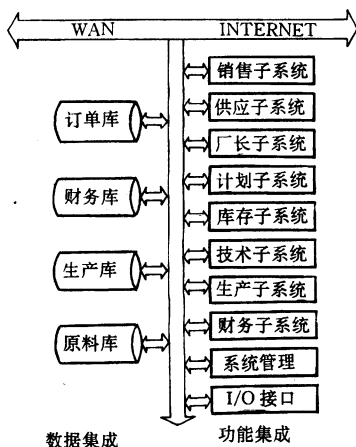 WAN INTERNET
销售子系统
供应子系统
订单库
厂长子系统
计划子系统
财务库
库存子系统
技术子系统
生产库
生产子系统
财务子系统
原料库
系统管理
I/O 接口
数据集成 功能集成